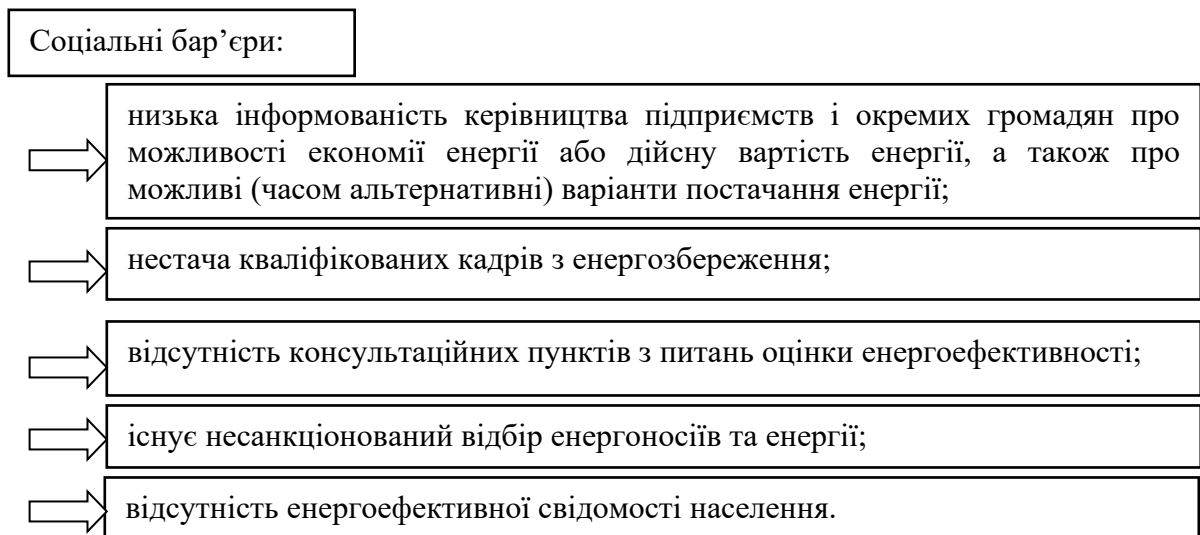 Соціальні бар’єри:
низька інформованість керівництва підприємств і окремих громадян про
можливості економії енергії або дійсну вартість енергії, а також про
можливі (часом альтернативні) варіанти постачання енергії;
нестача кваліфікованих кадрів з енергозбереження;
відсутність консультаційних пунктів з питань оцінки енергоефективності;
існує несанкціонований відбір енергоносіїв та енергії;
відсутність енергоефективної свідомості населення.